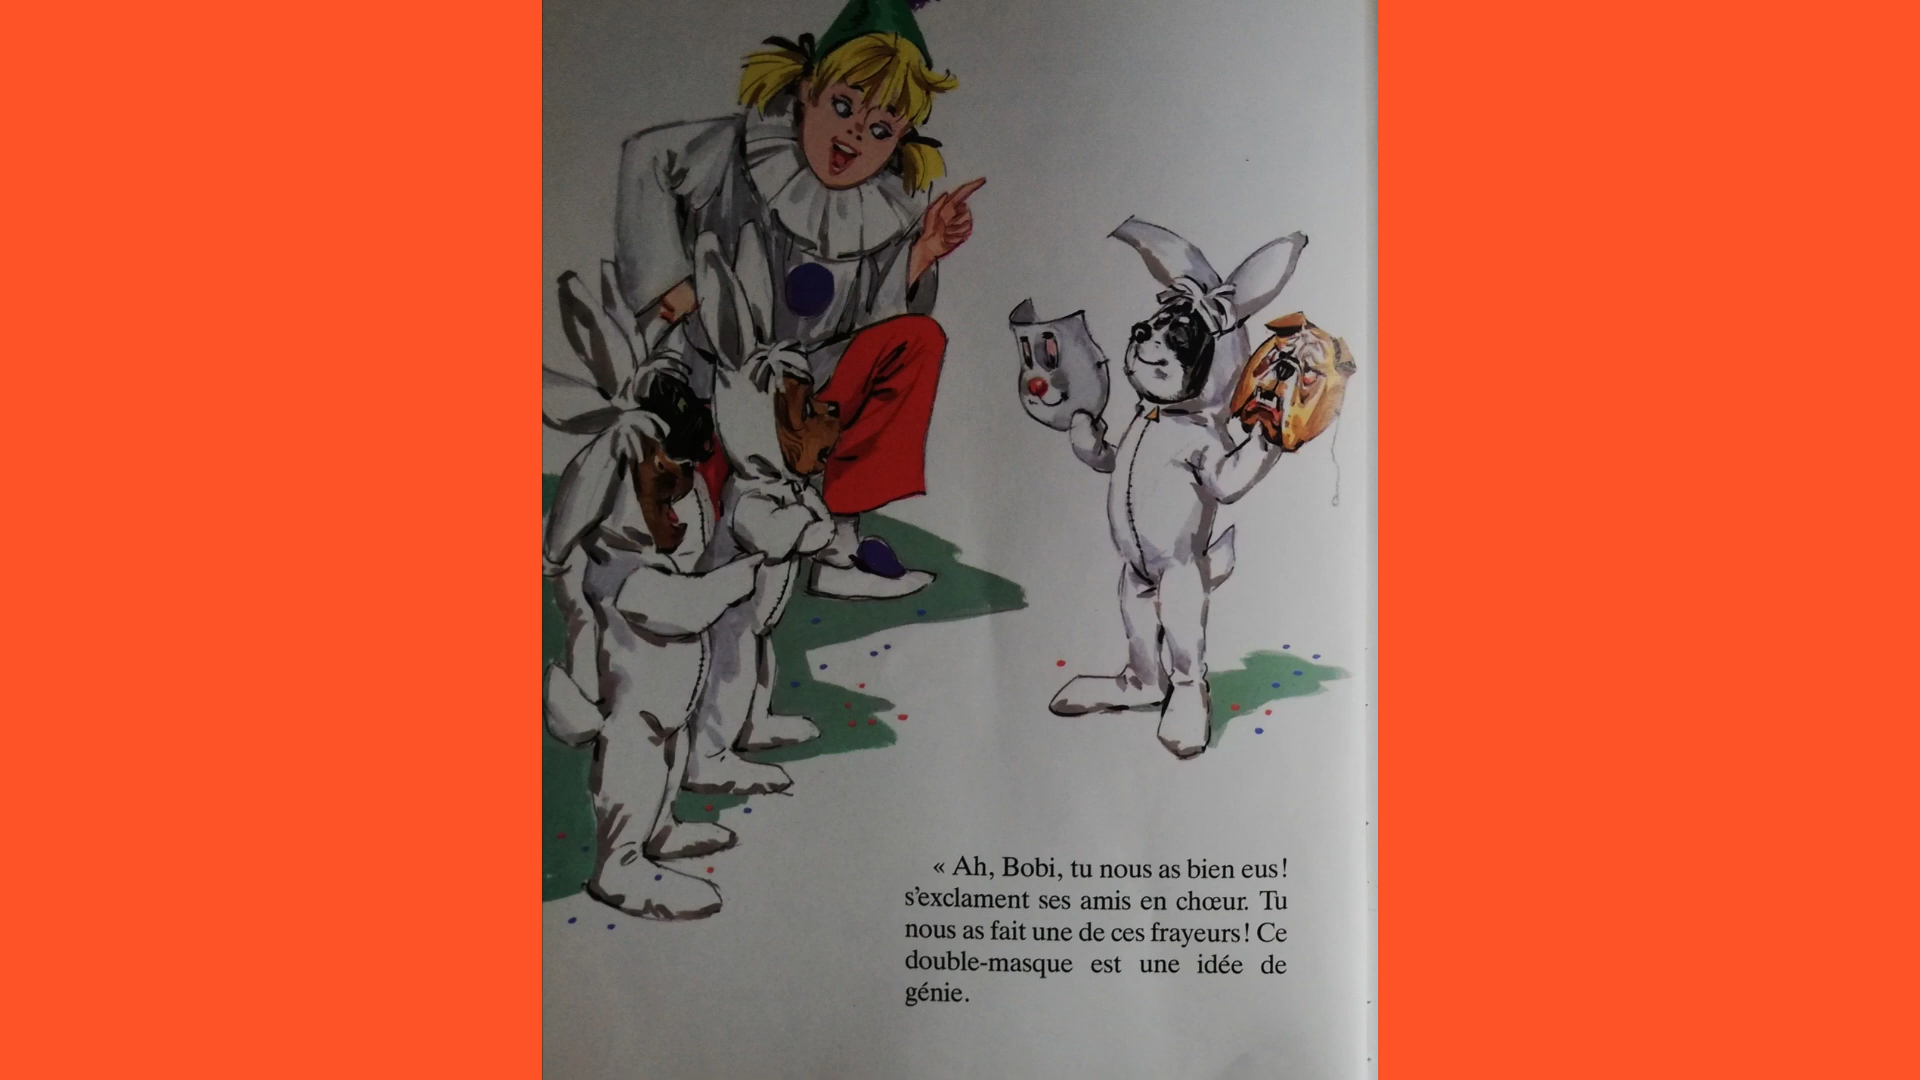 « Ah, Bobi, tu nous as bien eus !
s'exclament ses amis en chœur. Tu
nous as fait une de ces frayeurs ! Ce
double-masque est une idée de
génie.